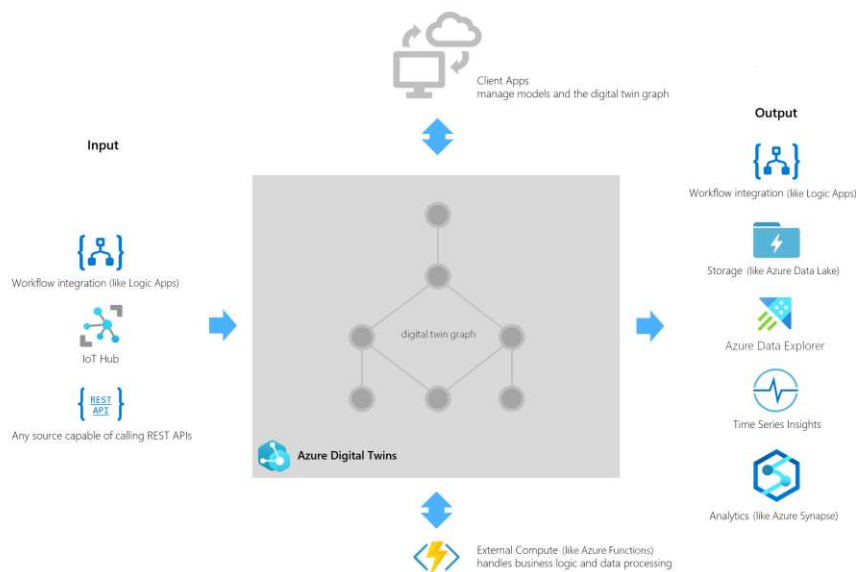 Client Apps
manage models and the digital twin graph
Input
Workflow integration (like Logic Apps)
IoT Hub
REST
API
Any source capable of calling REST APIs
digital twin graph
Azure Digital Twins
External Compute (like Azure Functions)
handles business logic and data processing
Output
Workflow integration (like Logic Apps)
Storage (like Azure Data Lake)
Azure Data Explorer
Time Series Insights
Analytics (like Azure Synapse)